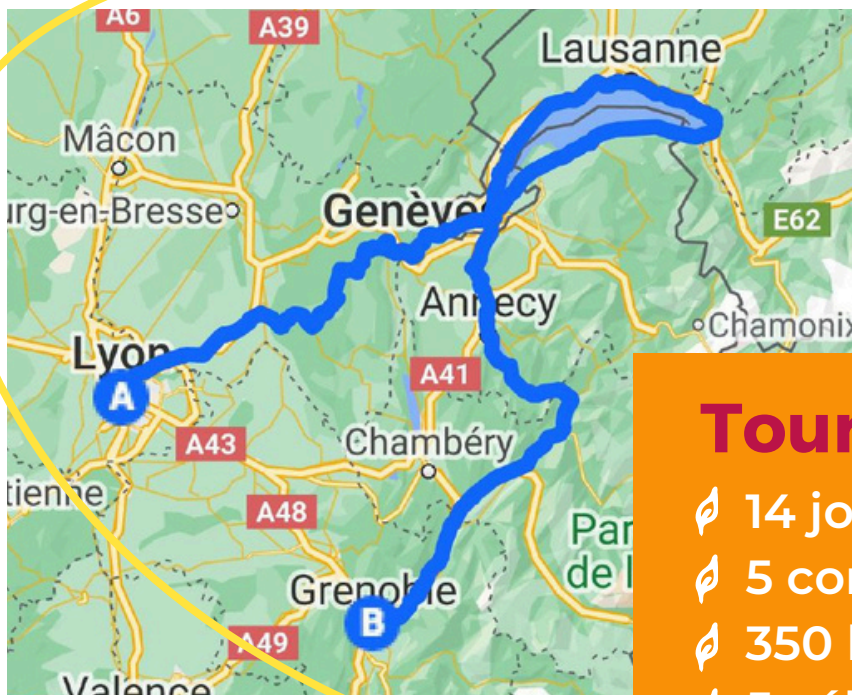 A6
A39
Lausanne
Mâcon
urg-en-Bresse
Genève
E62
Annecy
Chamonix
Lyon
A
A41
A43
Chambéry
tienne
A48
Grenoble
B
A49
Valence
Par
de l
Tour
14 jo
5 cor
350